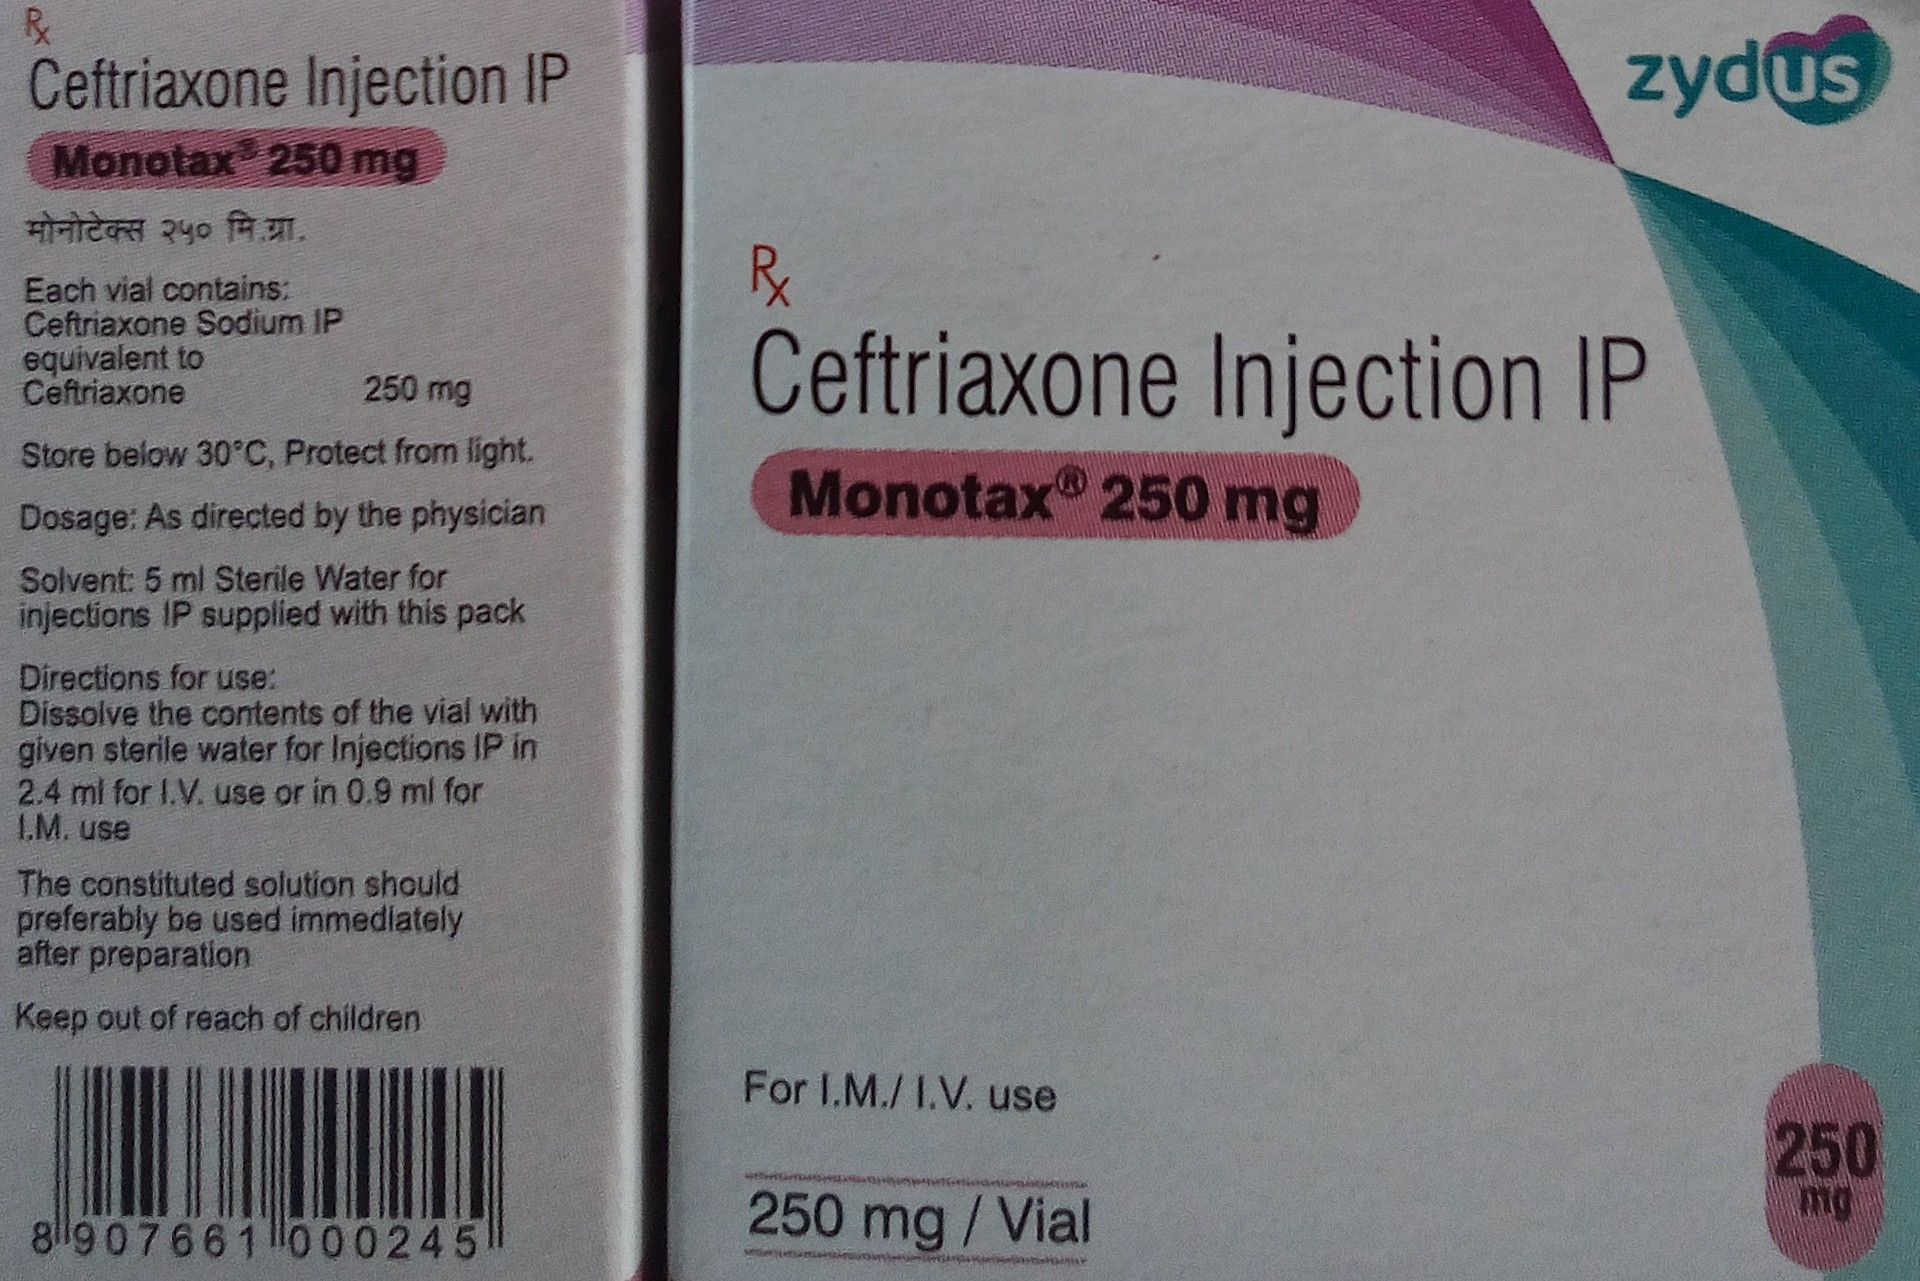 Rx
Ceftriaxone Injection IP
Monotax® 250 mg
मोनोटेक्स २५० मि.ग्रा.
Each vial contains:
Ceftriaxone Sodium IP
equivalent to
Ceftriaxone 250 mg
Store below 30°C, Protect from light.
Dosage: As directed by the physician
Solvent: 5 ml Sterile Water for
injections IP supplied with this pack
Directions for use:
Dissolve the contents of the vial with
given sterile water for Injections IP in
2.4 ml for I.V. use or in 0.9 ml for
I.M. use
The constituted solution should
preferably be used immediately
after preparation
Keep out of reach of children
8 907661 000245
zydus
Rx
Ceftriaxone Injection IP
Monotax® 250 mg
For I.M./ I.V. use
250 mg / Vial
250
mg